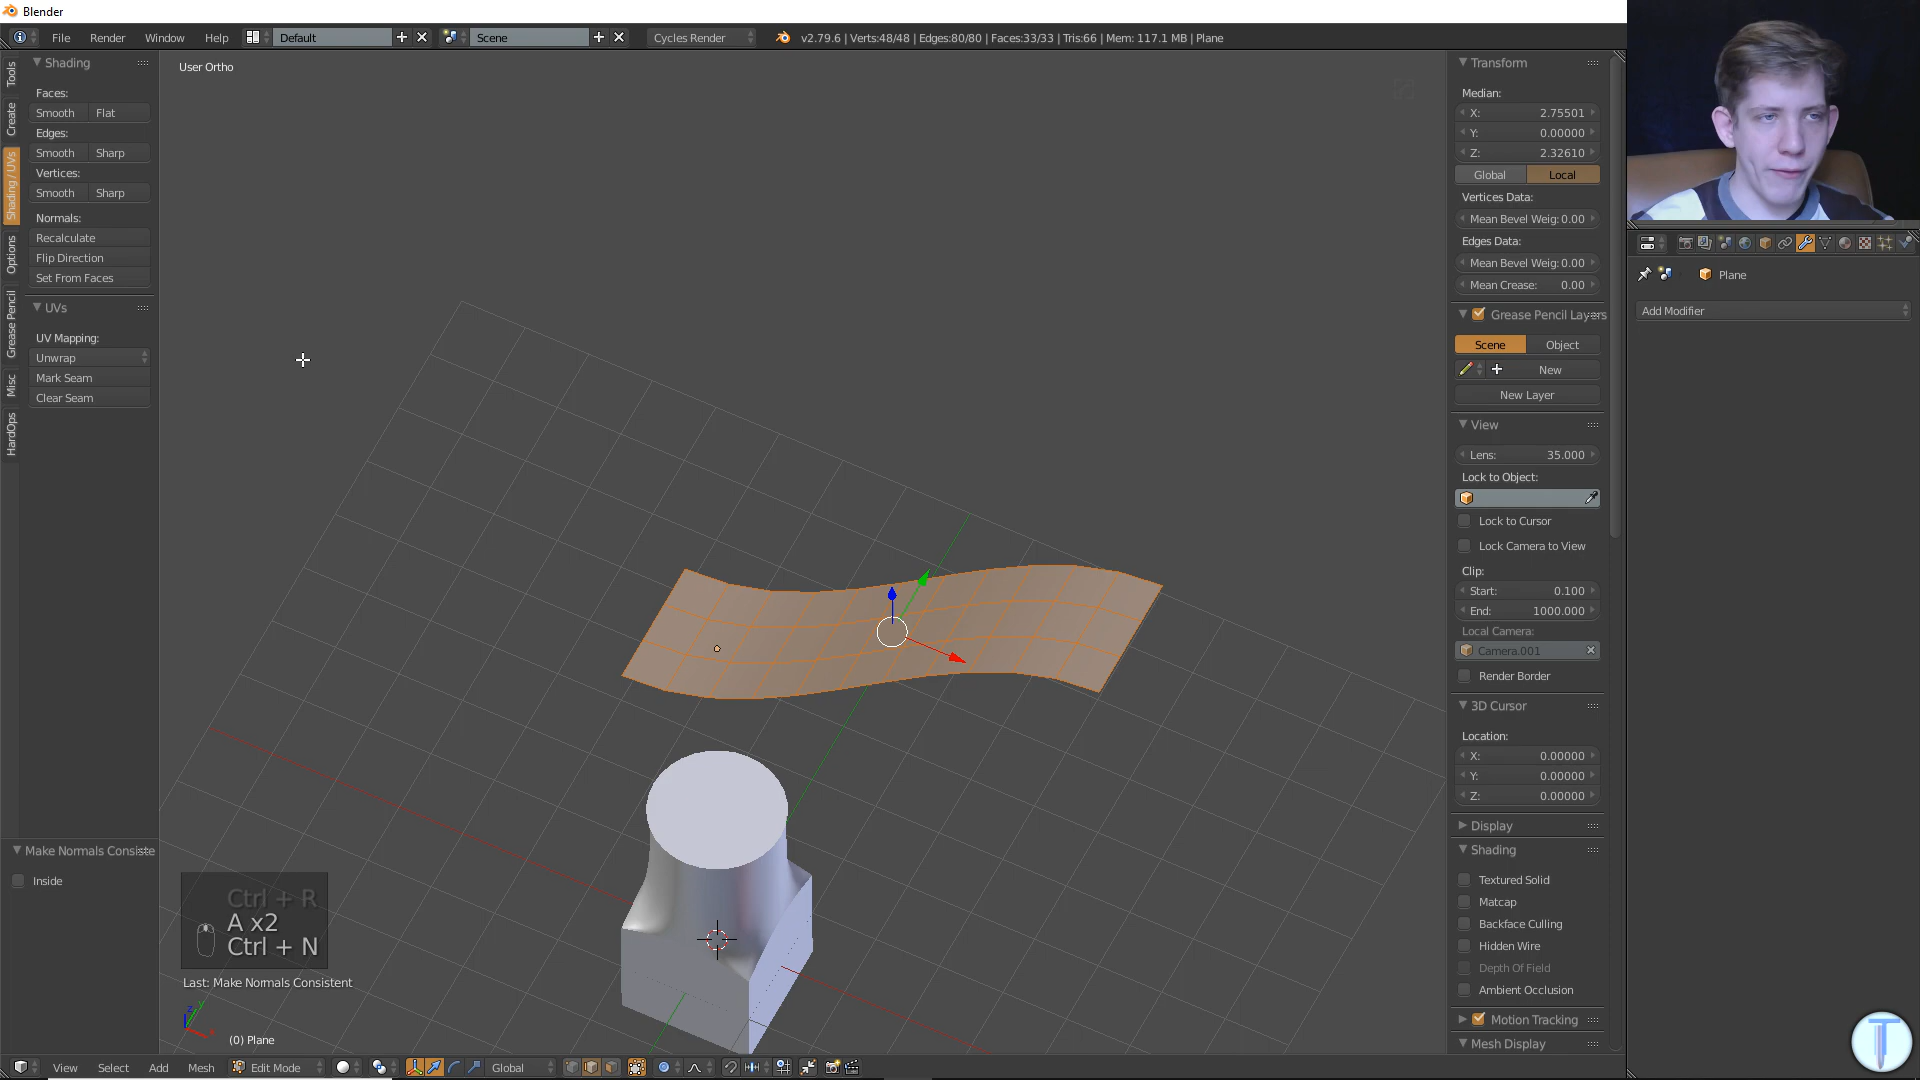 Blender
File Render Window Help Default Scene Cycles Render v2.79.6 | Verts:48/48 | Edges:80/80 | Faces:33/33 | Tris:66 | Mem: 117.1 MB | Plane
Tools
Create
Shading / UVs
Options
Grease Pencil
Misc
HardOps
Shading
Faces:
Smooth Flat
Edges:
Smooth Sharp
Vertices:
Smooth Sharp
Normals:
Recalculate
Flip Direction
Set From Faces
UVs
UV Mapping:
Unwrap
Mark Seam
Clear Seam
Make Normals Consiste
Inside
User Ortho
Ctrl + R
A x2
Ctrl + N
Last: Make Normals Consistent
z y x
(0) Plane
View Select Add Mesh Edit Mode Global
Transform
Median:
X: 2.75501
Y: 0.00000
Z: 2.32610
Global Local
Vertices Data:
Mean Bevel Weig: 0.00
Edges Data:
Mean Bevel Weig: 0.00
Mean Crease: 0.00
Grease Pencil Layers
Scene Object
New
New Layer
View
Lens: 35.000
Lock to Object:
Lock to Cursor
Lock Camera to View
Clip:
Start: 0.100
End: 1000.000
Local Camera:
Camera.001
Render Border
3D Cursor
Location:
X: 0.00000
Y: 0.00000
Z: 0.00000
Display
Shading
Textured Solid
Matcap
Backface Culling
Hidden Wire
Depth Of Field
Ambient Occlusion
Motion Tracking
Mesh Display
Plane
Add Modifier